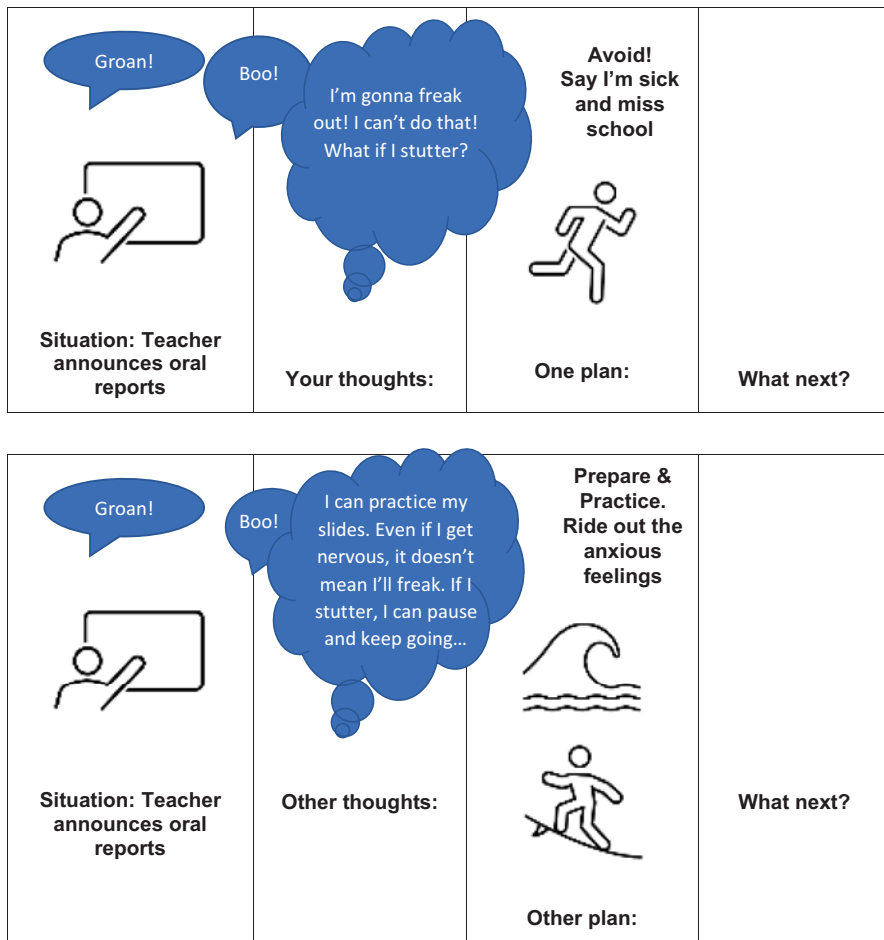 Groan!
Boo!
I’m gonna freak
out! I can’t do that!
What if I stutter?
Avoid!
Say I’m sick
and miss
school
Situation: Teacher
announces oral
reports
Your thoughts:
One plan:
What next?
Groan!
Boo!
I can practice my
slides. Even if I get
nervous, it doesn’t
mean I’ll freak. If I
stutter, I can pause
and keep going…
Prepare &
Practice.
Ride out the
anxious
feelings
Situation: Teacher
announces oral
reports
Other thoughts:
Other plan:
What next?